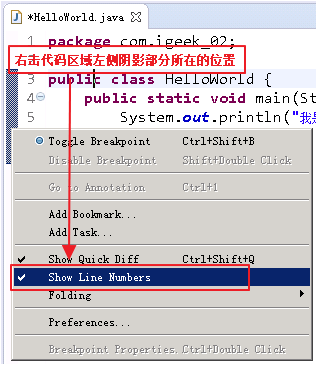 *HelloWorld.java
1 package com.igeek_02;
右击代码区域左侧阴影部分所在的位置
3 public class HelloWorld {
4 public static void main(St
5 System.out.println("我是
Toggle Breakpoint Ctrl+Shift+B
Disable Breakpoint Shift+Double Click
Go to Annotation Ctrl+1
Add Bookmark...
Add Task...
Show Quick Diff Ctrl+Shift+Q
Show Line Numbers
Folding
Preferences...
Breakpoint Properties. Ctrl+Double Click